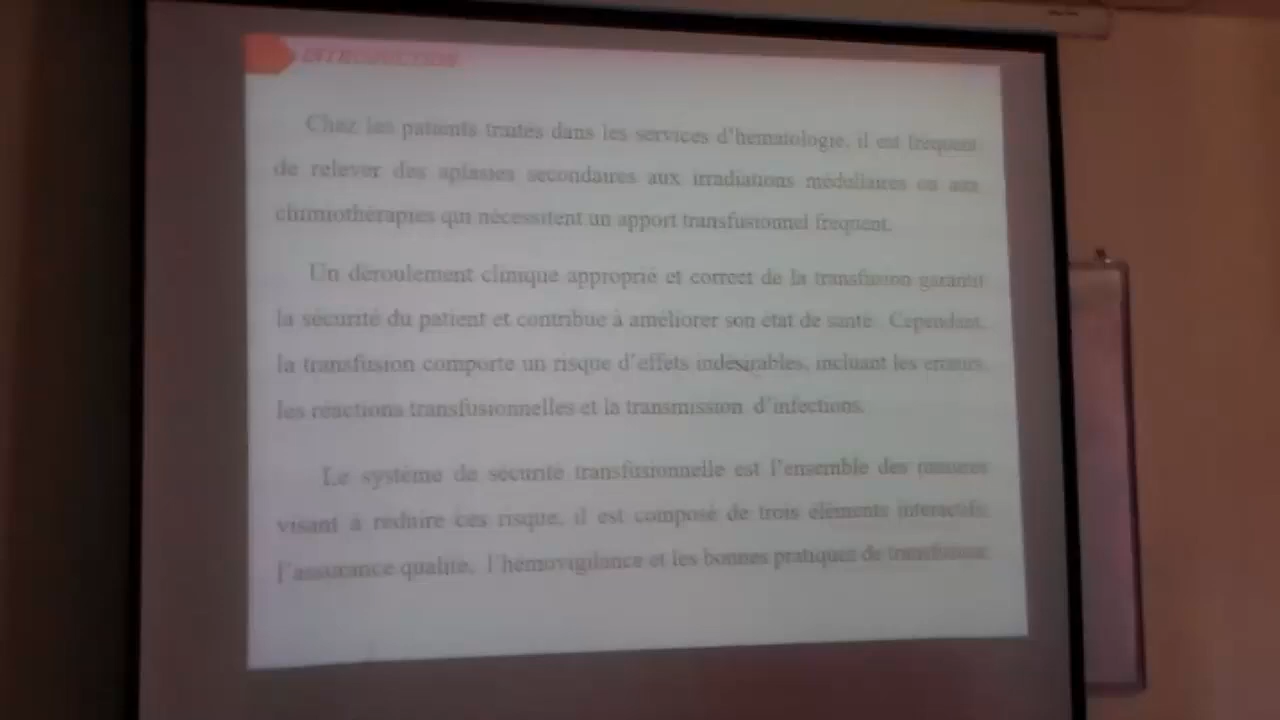 INTRODUCTION
Chez les patients traités dans les services d'hematologie, il est fréquent
de relever des aplasies secondaires aux irradiations médullaires ou aux
chimiothérapies qui nécessitent un apport transfusionnel fréquent.
Un déroulement clinique approprié et correct de la transfusion garantit
la sécurité du patient et contribue à améliorer son état de santé. Cependant,
la transfusion comporte un risque d'effets indésirables, incluant les erreurs,
les réactions transfusionnelles et la transmission d'infections.
Le système de sécurité transfusionnelle est l'ensemble des mesures
visant à réduire ces risque, il est composé de trois éléments interactifs:
l'assurance qualité, l'hémovigilance et les bonnes pratiques de transfusion